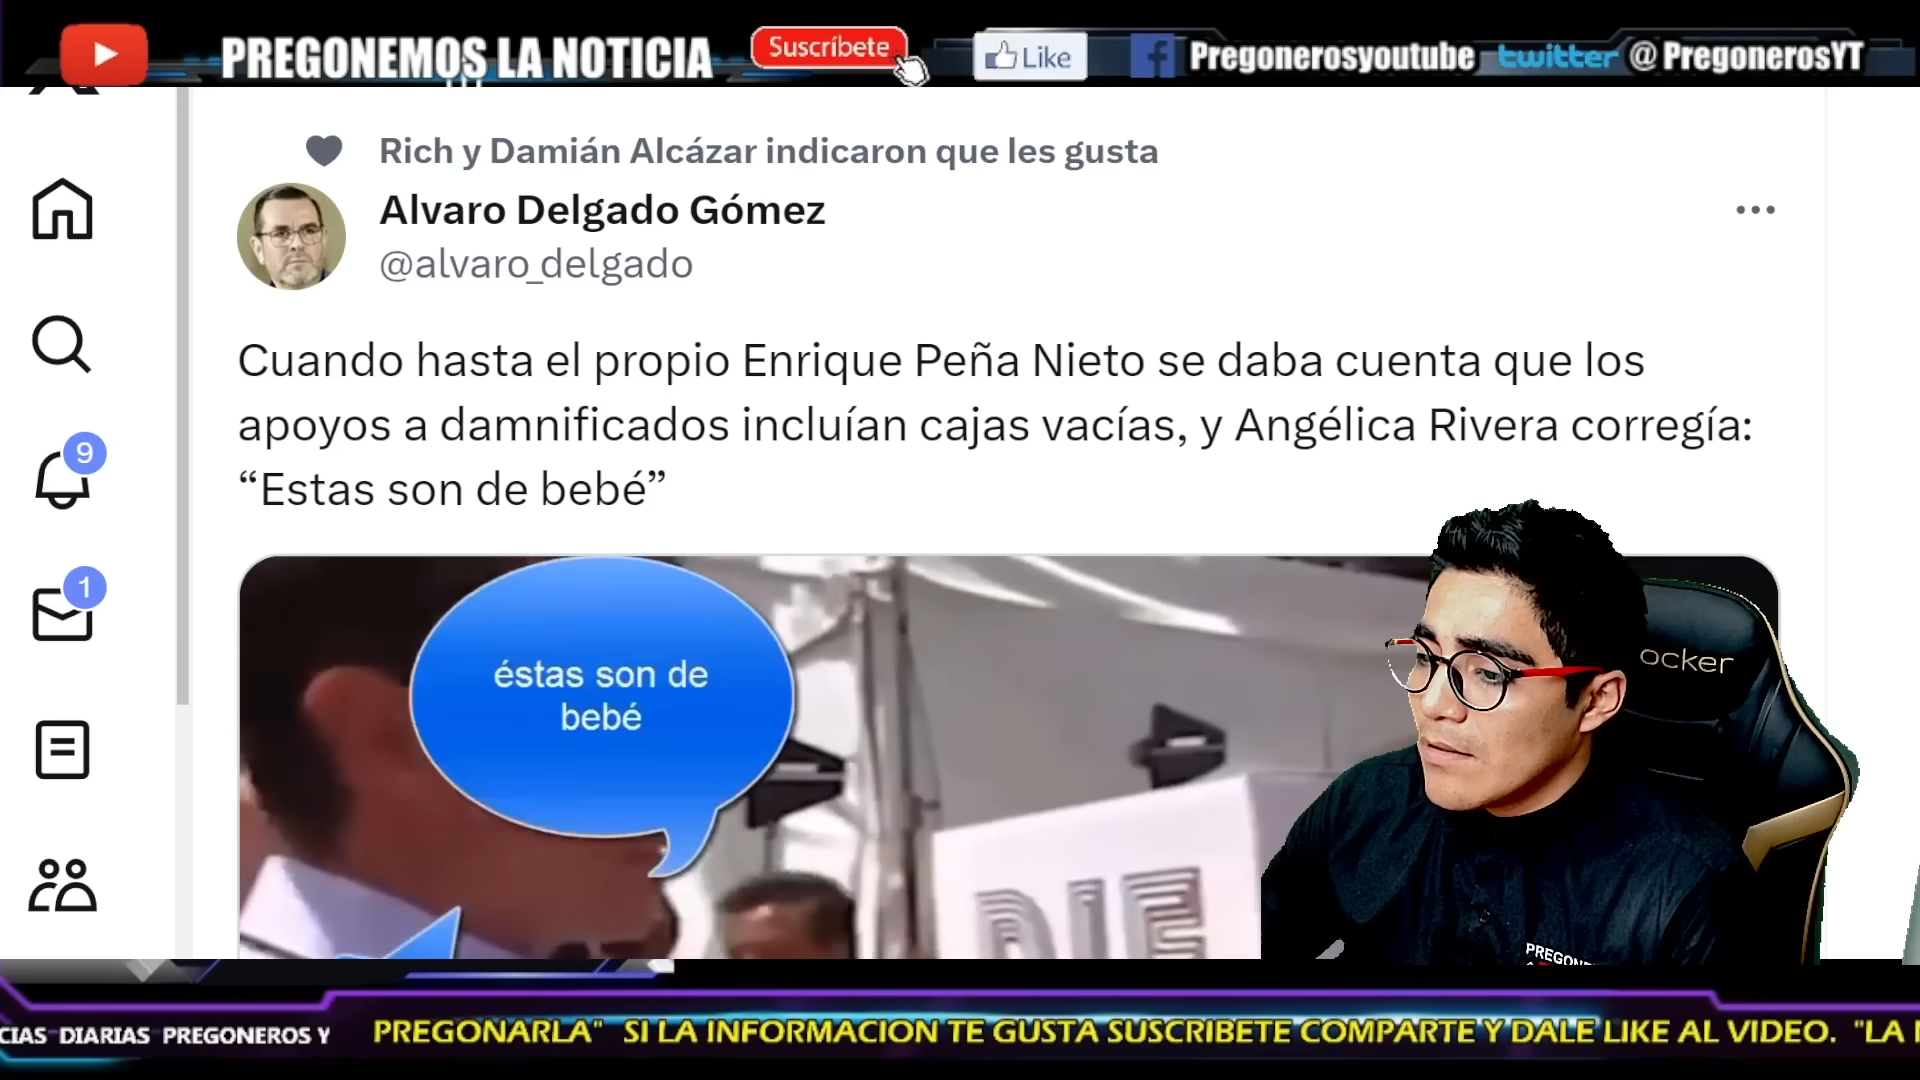 PREGONEMOS LA NOTICIA
Suscríbete
Like
Pregonerosyoutube
twitter @PregonerosYT
Rich y Damián Alcázar indicaron que les gusta
Alvaro Delgado Gómez
@alvaro_delgado
Cuando hasta el propio Enrique Peña Nieto se daba cuenta que los
apoyos a damnificados incluían cajas vacías, y Angélica Rivera corregía:
“Estas son de bebé”
9
1
éstas son de
bebé
DIE
ocker
PREGONE
CIAS DIARIAS PREGONEROS Y
PREGONARLA" SI LA INFORMACION TE GUSTA SUSCRIBETE COMPARTE Y DALE LIKE AL VIDEO. "LA